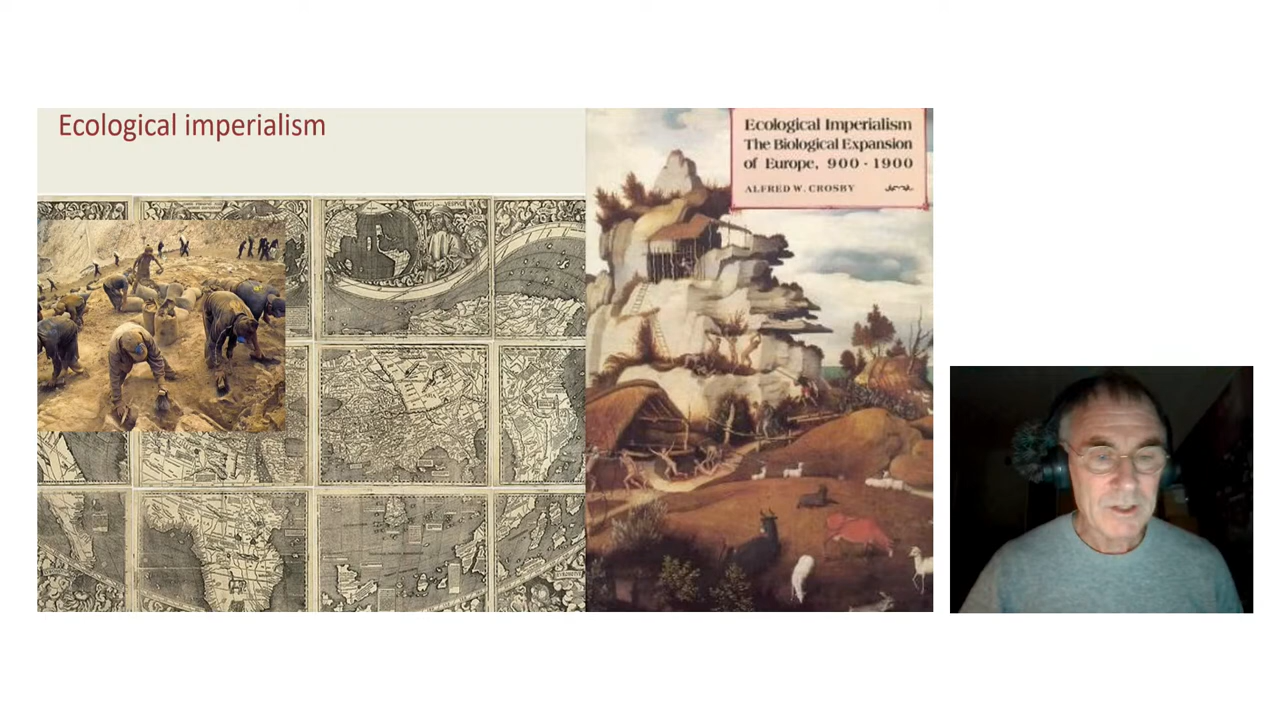 Ecological imperialism
Ecological Imperialism
The Biological Expansion
of Europe, 900 - 1900
ALFRED W. CROSBY